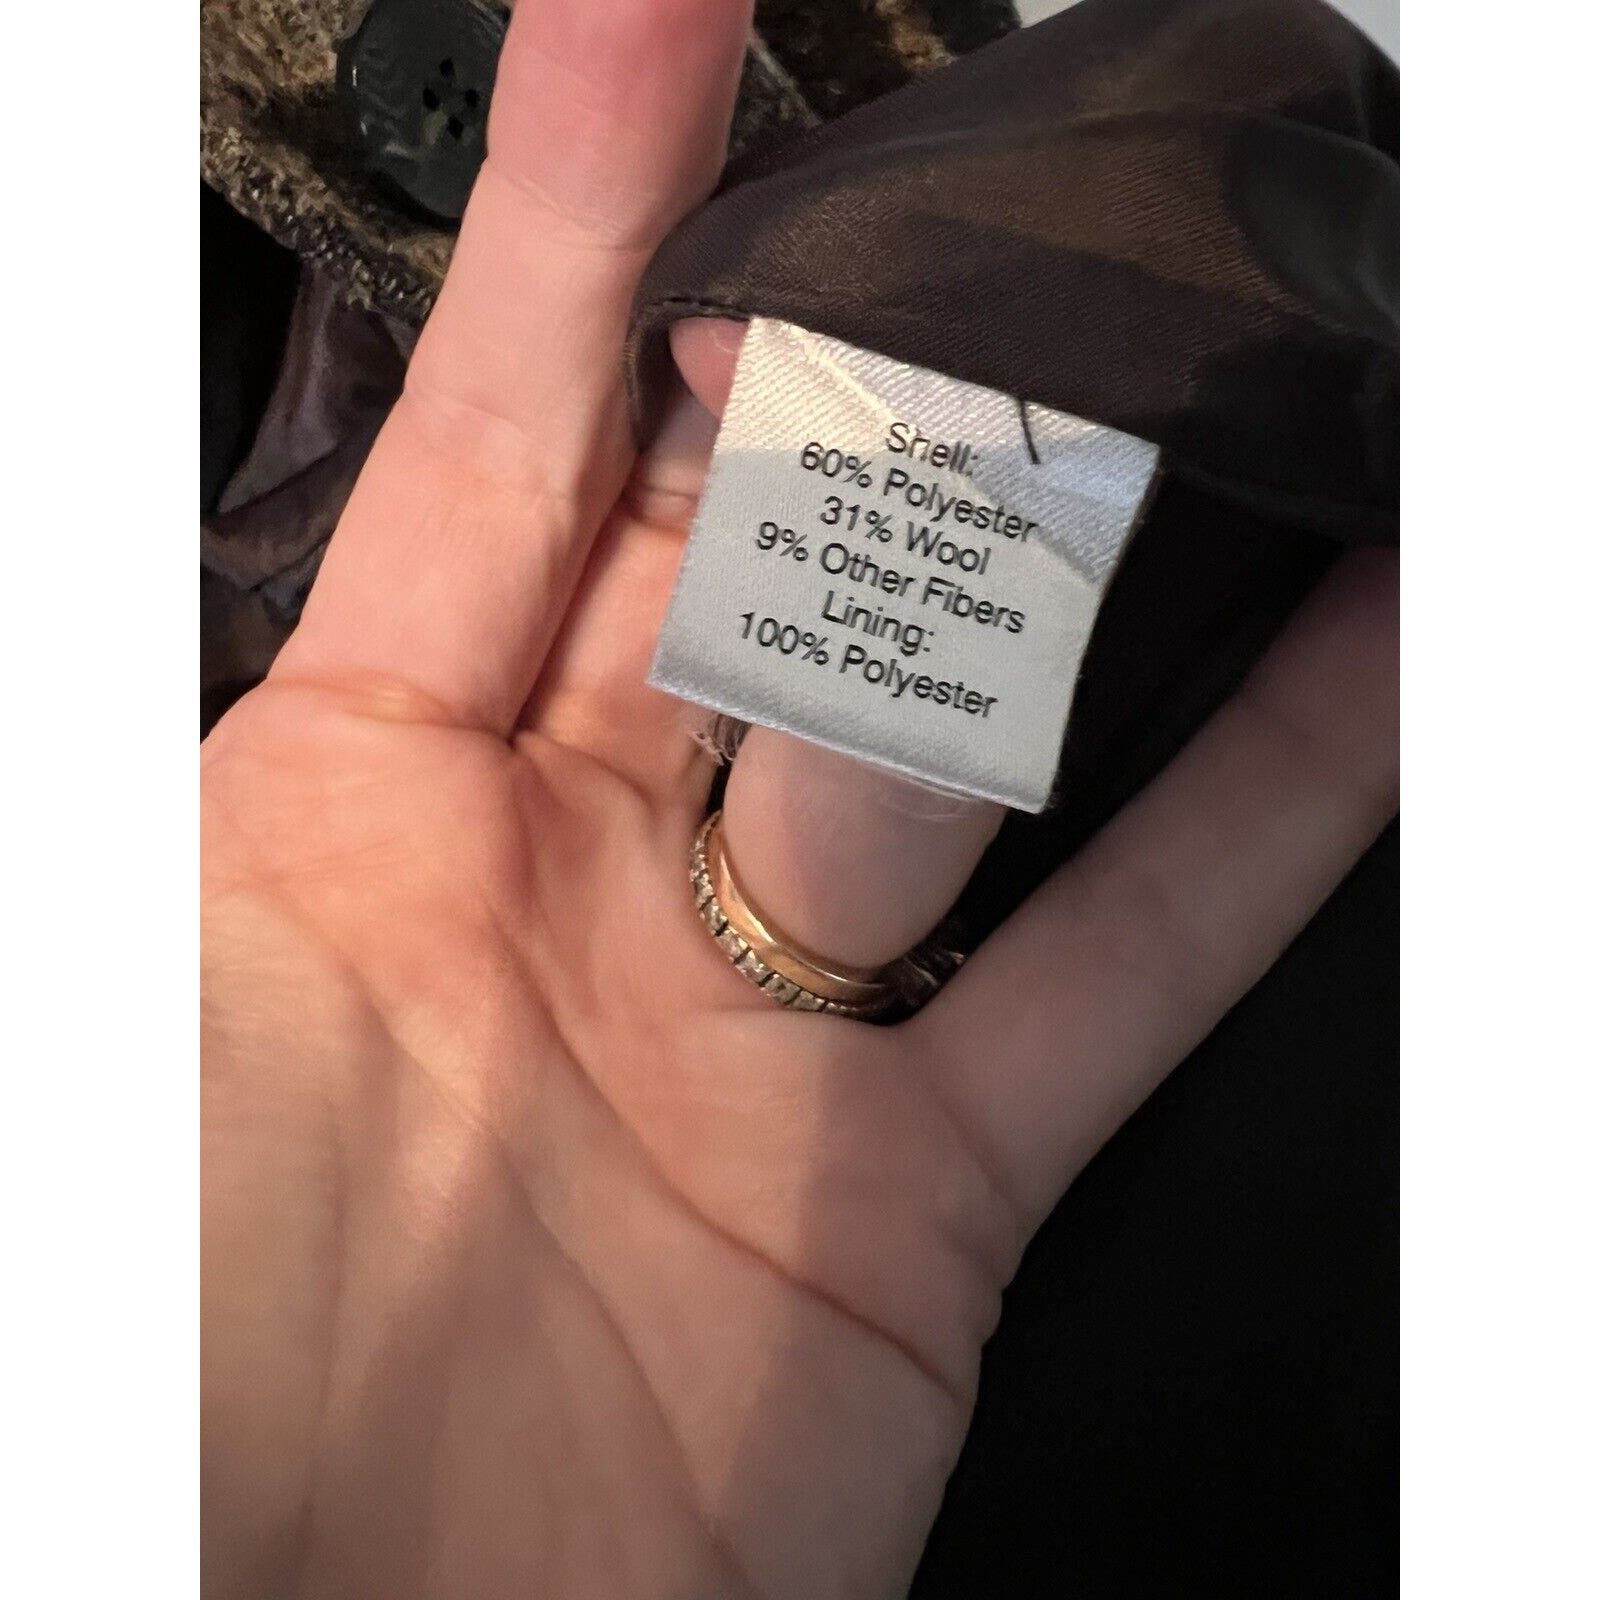 Shell:
60% Polyester
31% Wool
9% Other Fibers
Lining:
100% Polyester